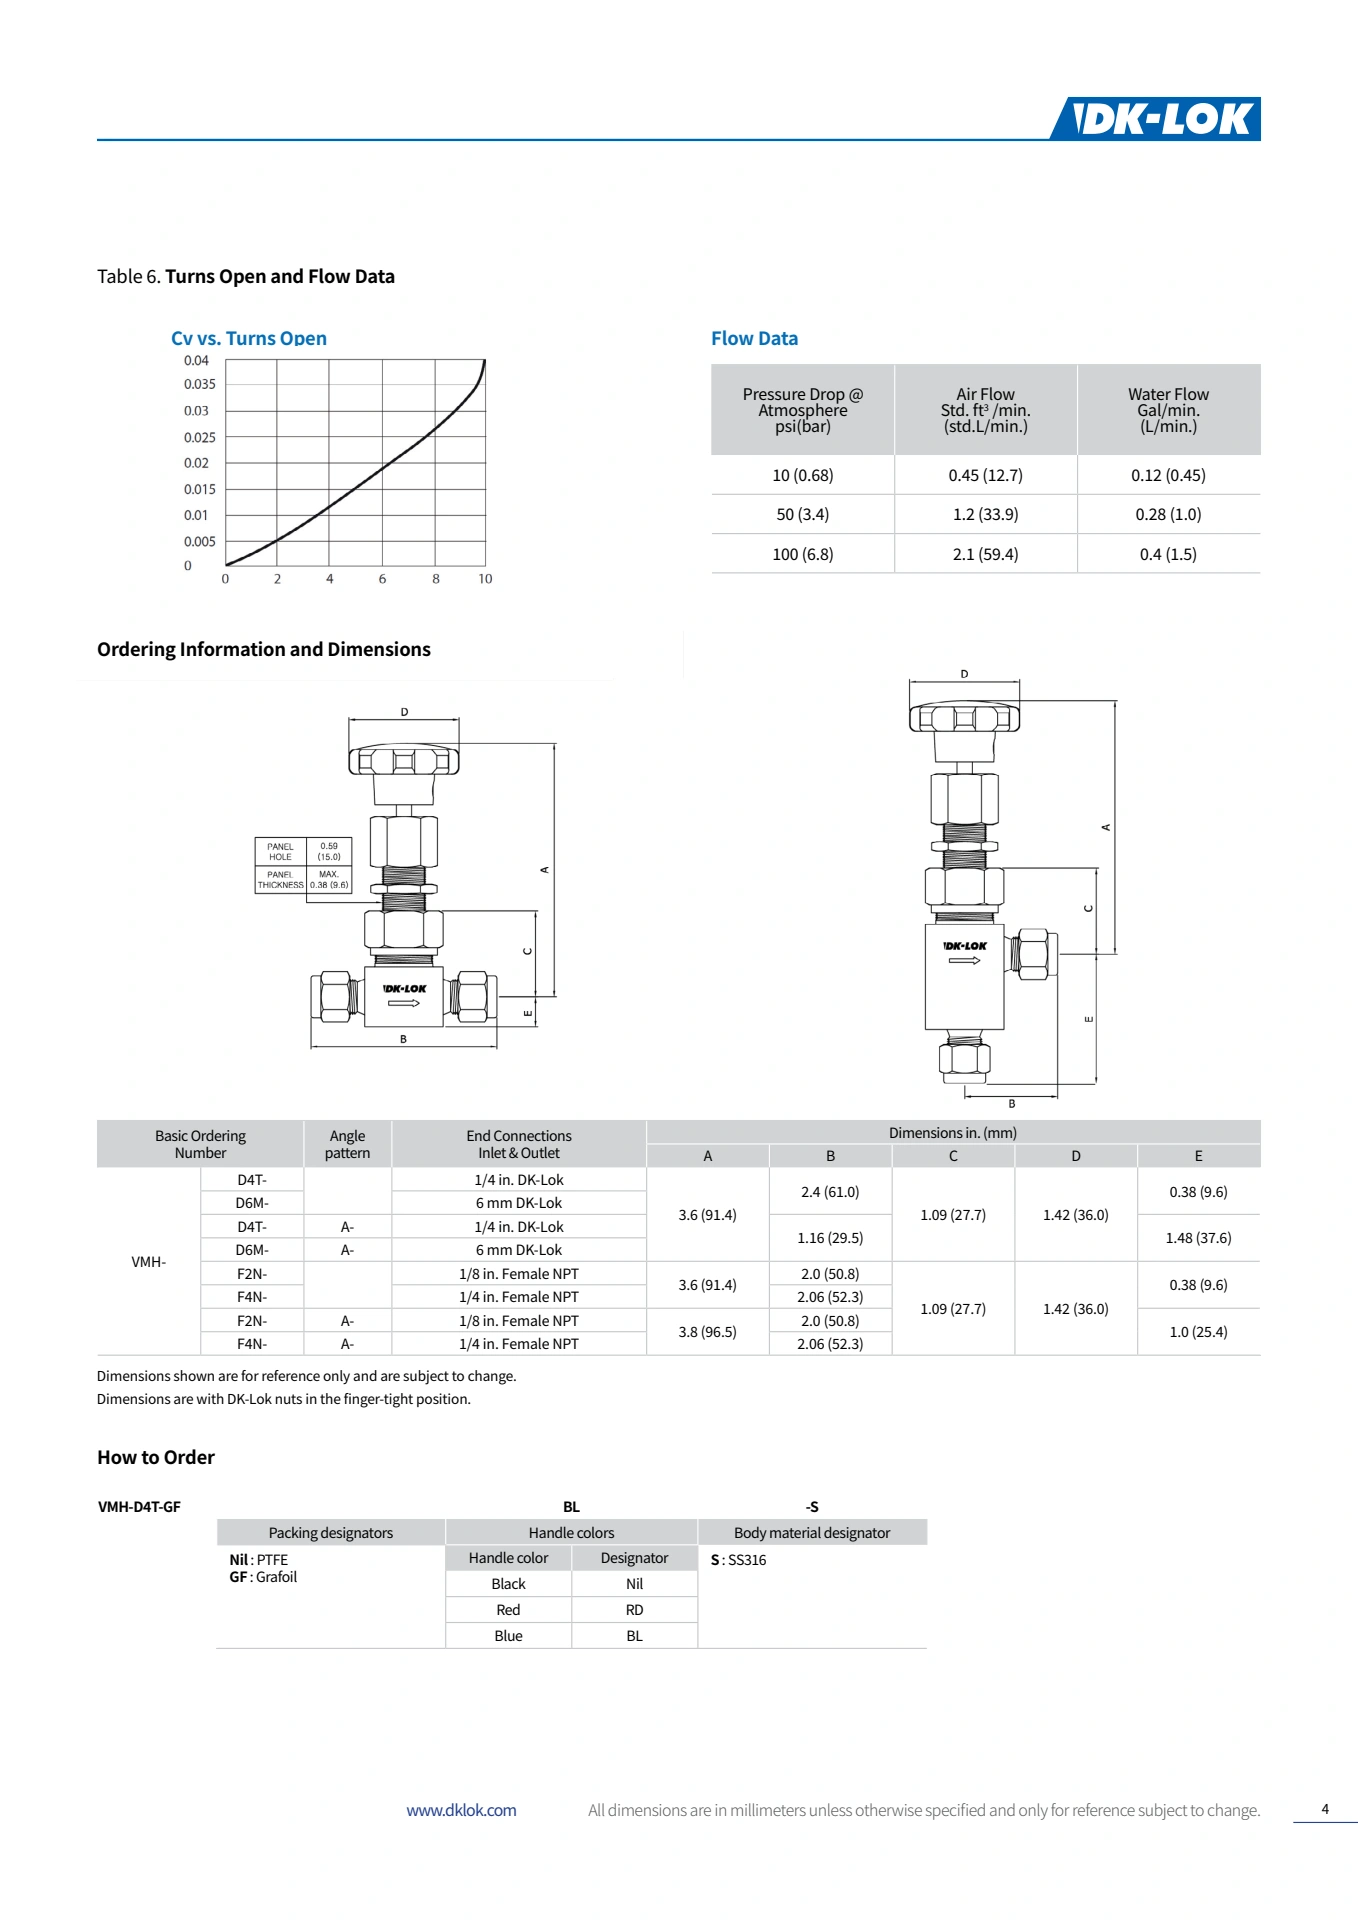 DK-LOK
Table 6. Turns Open and Flow Data
Cv vs. Turns Open
0.04
0.035
0.03
0.025
0.02
0.015
0.01
0.005
0
0 2 4 6 8 10
Flow Data
Pressure Drop @ Atmosphere psi(bar) Air Flow Std. ft³ /min. (std.L/min.) Water Flow Gal/min. (L/min.)
10 (0.68) 0.45 (12.7) 0.12 (0.45)
50 (3.4) 1.2 (33.9) 0.28 (1.0)
100 (6.8) 2.1 (59.4) 0.4 (1.5)
Ordering Information and Dimensions
D
PANEL HOLE 0.59 (15.0)
PANEL THICKNESS MAX. 0.38 (9.6)
A
C
DK-LOK
E
B
D
A
C
DK-LOK
E
B
Basic Ordering Number Angle pattern End Connections Inlet & Outlet Dimensions in. (mm)
A B C D E
VMH-
D4T- 1/4 in. DK-Lok 3.6 (91.4) 2.4 (61.0) 1.09 (27.7) 1.42 (36.0) 0.38 (9.6)
D6M- 6 mm DK-Lok
D4T- A- 1/4 in. DK-Lok 1.16 (29.5) 1.48 (37.6)
D6M- A- 6 mm DK-Lok
F2N- 1/8 in. Female NPT 3.6 (91.4) 2.0 (50.8) 1.09 (27.7) 1.42 (36.0) 0.38 (9.6)
F4N- 1/4 in. Female NPT 2.06 (52.3)
F2N- A- 1/8 in. Female NPT 3.8 (96.5) 2.0 (50.8) 1.0 (25.4)
F4N- A- 1/4 in. Female NPT 2.06 (52.3)
Dimensions shown are for reference only and are subject to change.
Dimensions are with DK-Lok nuts in the finger-tight position.
How to Order
VMH-D4T-GF BL -S
Packing designators Handle colors Body material designator
Nil : PTFE Handle color Designator S : SS316
GF : Grafoil
Black Nil
Red RD
Blue BL
www.dklok.com All dimensions are in millimeters unless otherwise specified and only for reference subject to change. 4